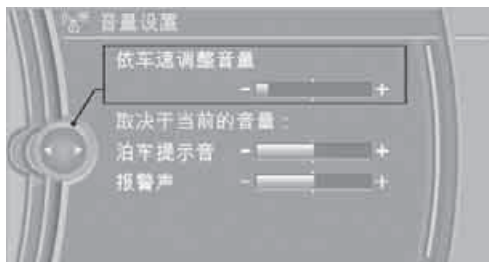 音量设置
依车速调整音量
- +
取决于当前的音量：
泊车提示音 - +
报警声 - +